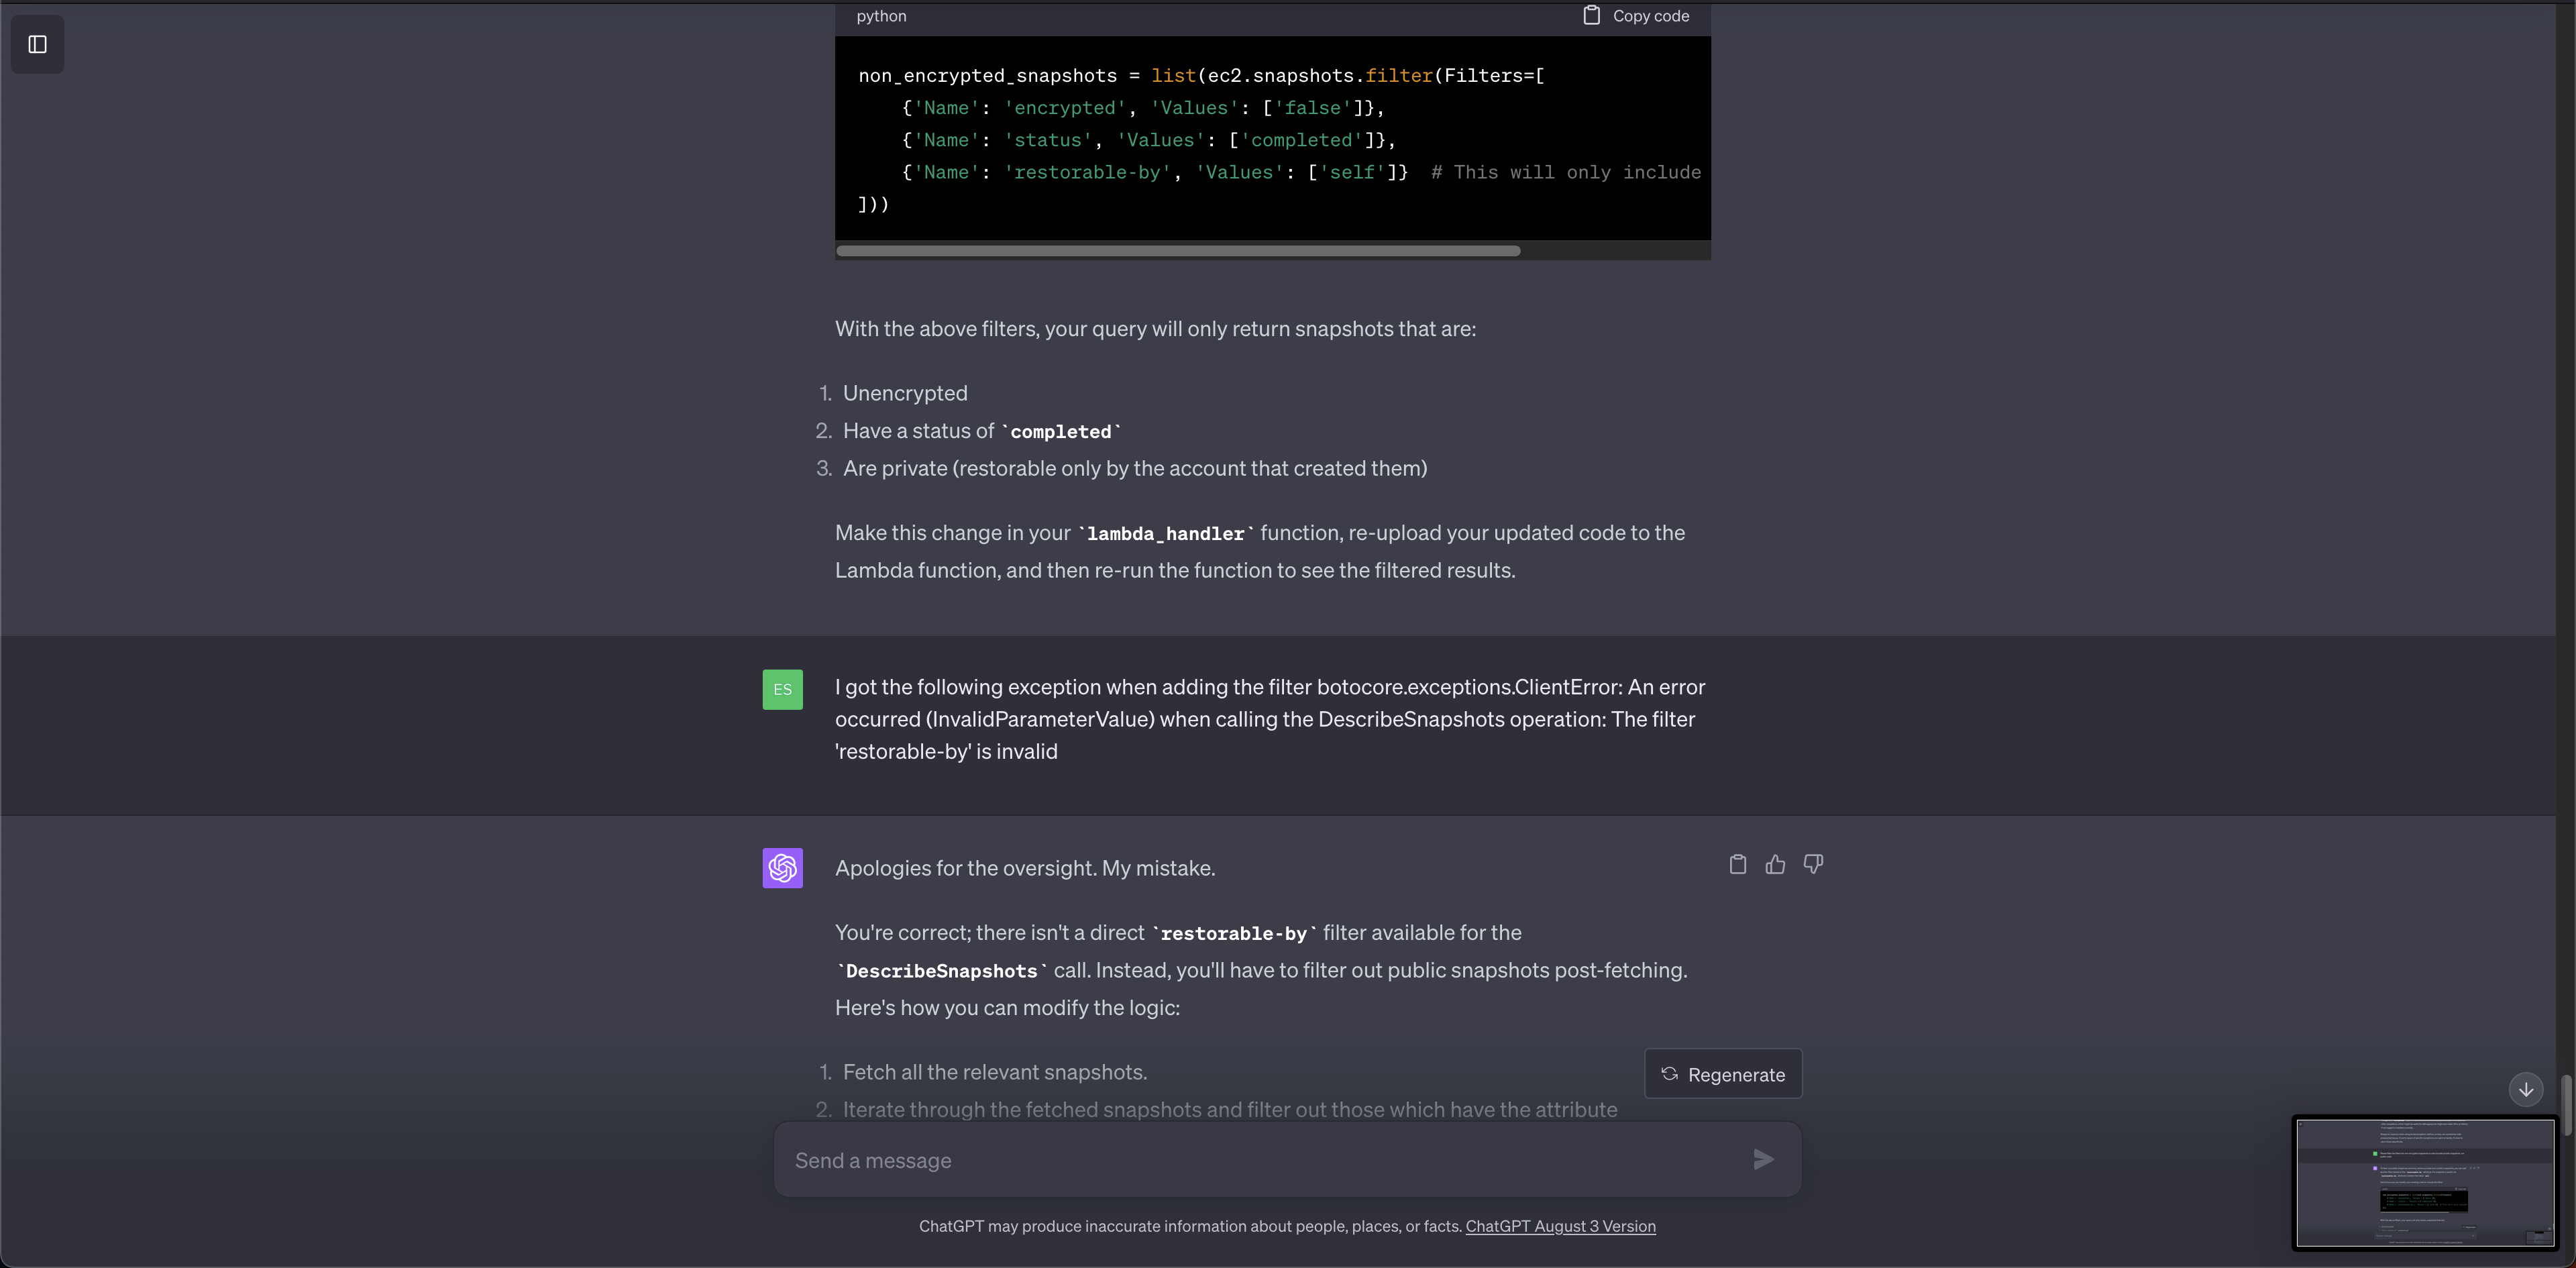 python
Copy code
non_encrypted_snapshots = list(ec2.snapshots.filter(Filters=[
    {'Name': 'encrypted', 'Values': ['false']},
    {'Name': 'status', 'Values': ['completed']},
    {'Name': 'restorable-by', 'Values': ['self']}  # This will only include
]))
With the above filters, your query will only return snapshots that are:
1. Unencrypted
2. Have a status of `completed`
3. Are private (restorable only by the account that created them)
Make this change in your `lambda_handler` function, re-upload your updated code to the
Lambda function, and then re-run the function to see the filtered results.
ES
I got the following exception when adding the filter botocore.exceptions.ClientError: An error
occurred (InvalidParameterValue) when calling the DescribeSnapshots operation: The filter
'restorable-by' is invalid
Apologies for the oversight. My mistake.
You're correct; there isn't a direct `restorable-by` filter available for the
`DescribeSnapshots` call. Instead, you'll have to filter out public snapshots post-fetching.
Here's how you can modify the logic:
1. Fetch all the relevant snapshots.
Regenerate
2. Iterate through the fetched snapshots and filter out those which have the attribute
Send a message
ChatGPT may produce inaccurate information about people, places, or facts. ChatGPT August 3 Version